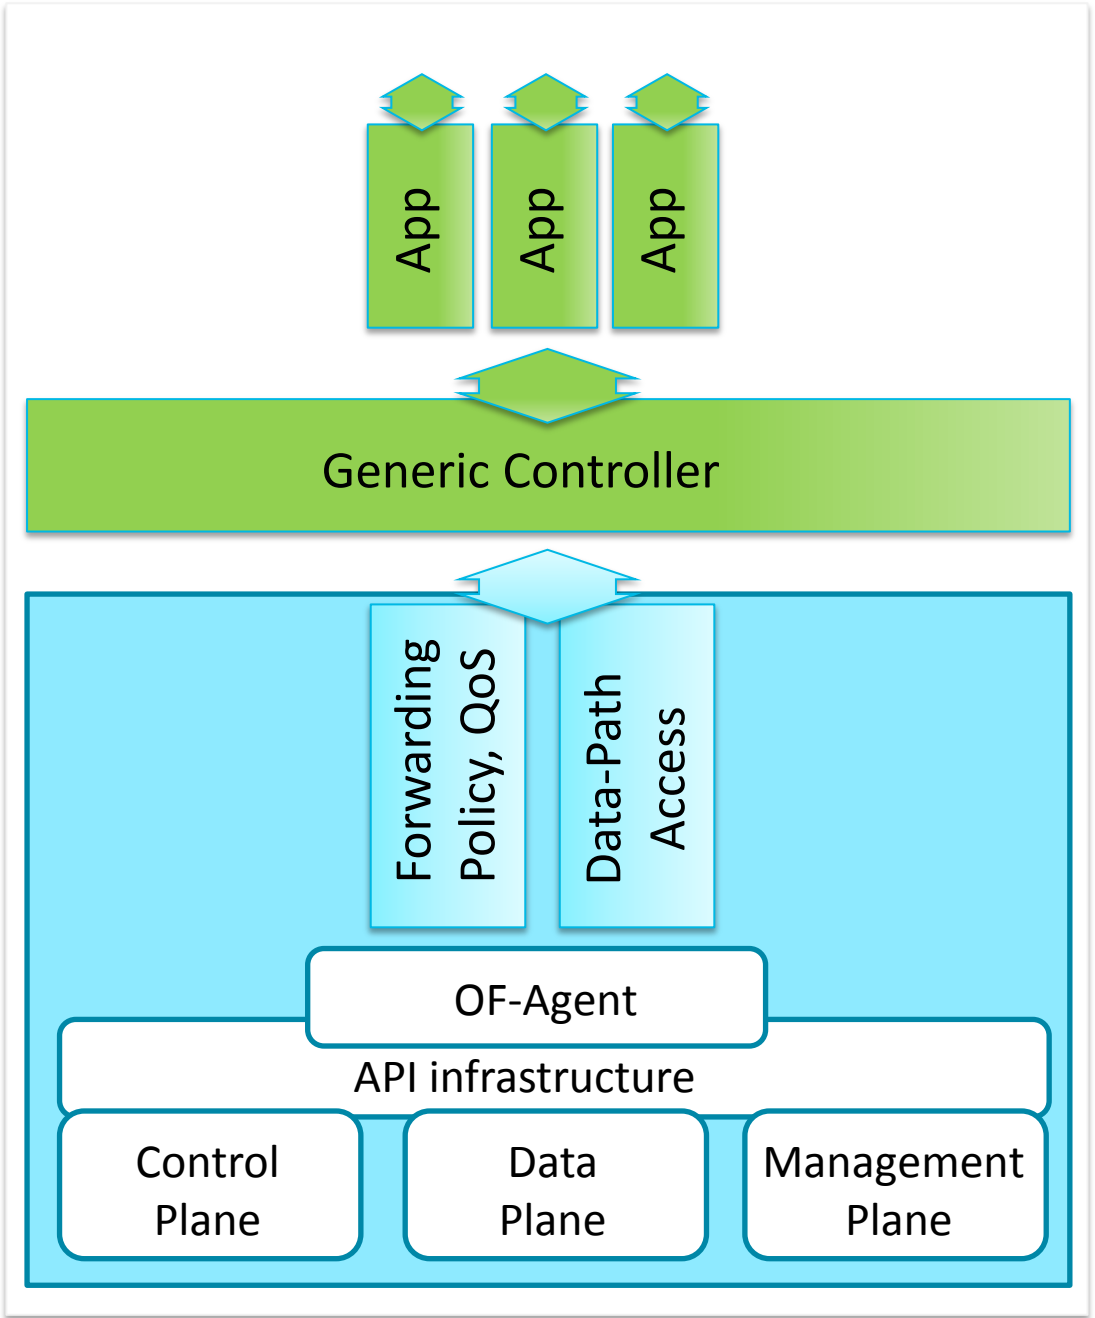 App
App
App
Generic Controller
Forwarding
Policy, QoS
Data-Path
Access
OF-Agent
API infrastructure
Control
Plane
Data
Plane
Management
Plane